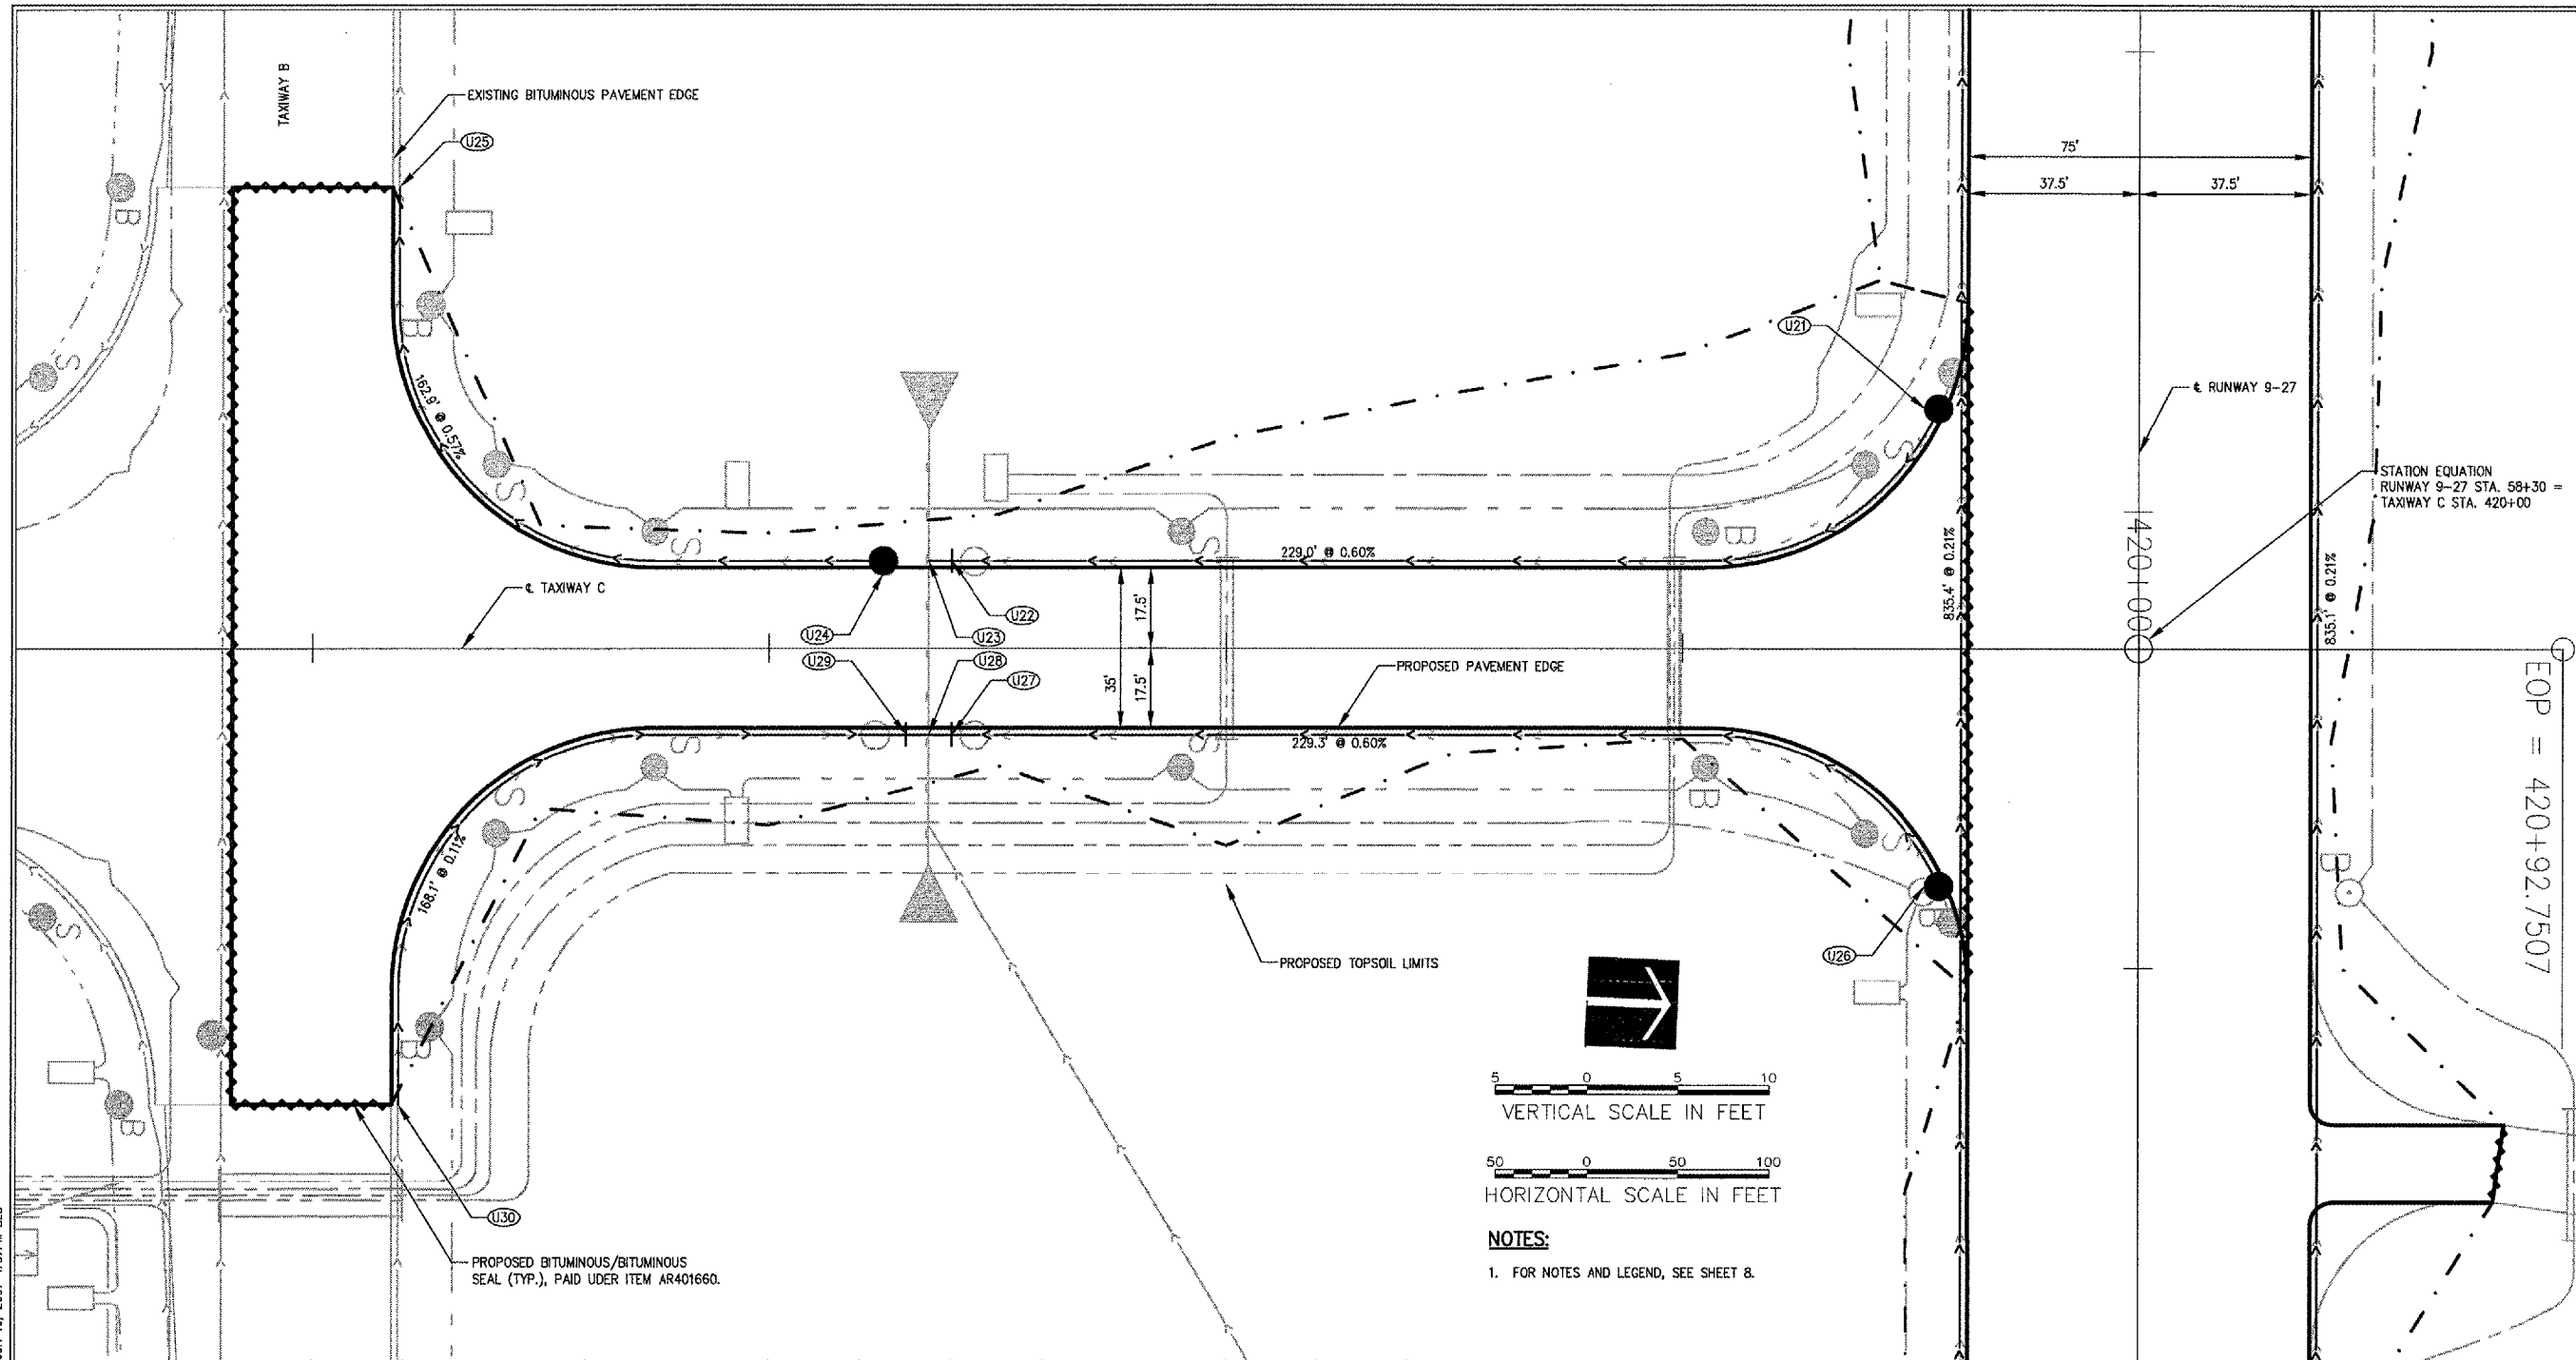 TAXIWAY B
EXISTING BITUMINOUS PAVEMENT EDGE
U25
B
S
B
S
162.9' @ 0.57%
S
S
S
B
U21
75'
37.5'
37.5'
℄ RUNWAY 9-27
STATION EQUATION
RUNWAY 9-27 STA. 58+30 =
TAXIWAY C STA. 420+00
420+00
835.4' @ 0.21%
835.1' @ 0.21%
229.0' @ 0.60%
℄ TAXIWAY C
U24
U22
U23
17.5'
35'
17.5'
U29
U28
U27
PROPOSED PAVEMENT EDGE
229.3' @ 0.60%
EOP = 420+92.7507
S
S
S
B
S
B
B
U26
168.1' @ 0.11%
S
B
B
PROPOSED TOPSOIL LIMITS
5 0 5 10
VERTICAL SCALE IN FEET
50 0 50 100
HORIZONTAL SCALE IN FEET
NOTES:
1. FOR NOTES AND LEGEND, SEE SHEET 8.
U30
PROPOSED BITUMINOUS/BITUMINOUS
SEAL (TYP.), PAID UDER ITEM AR401660.